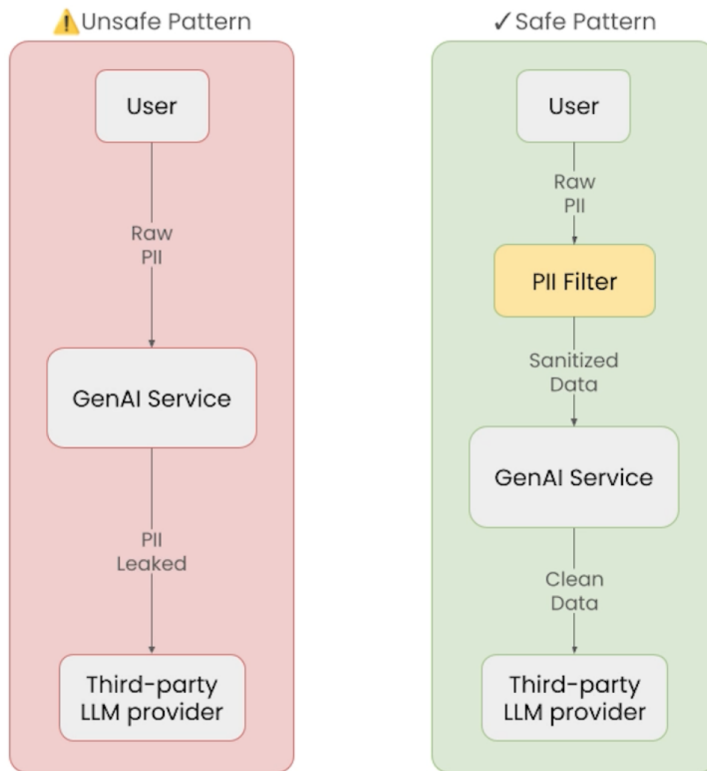 ⚠️Unsafe Pattern
User
Raw
PII
GenAI Service
PII
Leaked
Third-party
LLM provider
✓Safe Pattern
User
Raw
PII
PII Filter
Sanitized
Data
GenAI Service
Clean
Data
Third-party
LLM provider